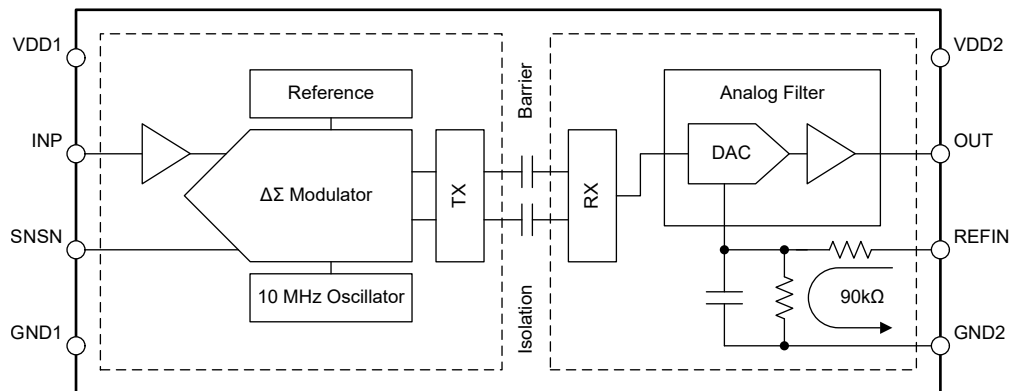 VDD1
VDD2
Reference
Barrier
Analog Filter
INP
DAC
OUT
ΔΣ Modulator
TX
RX
SNSN
REFIN
10 MHz Oscillator
90kΩ
Isolation
GND1
GND2